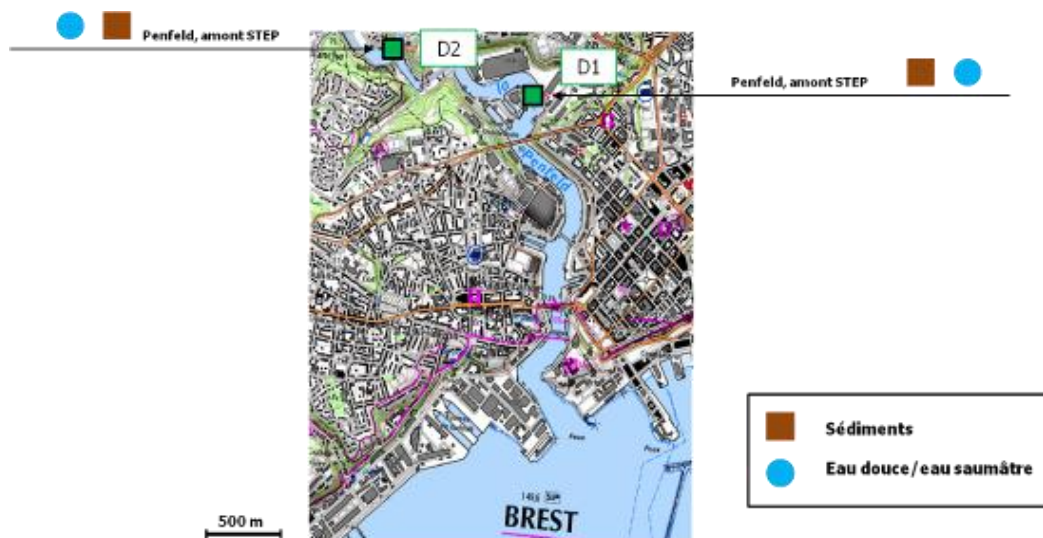 Penfeld, amont STEP
D2
D1
Penfeld, amont STEP
Penfeld
Sédiments
Eau douce/eau saumâtre
500 m
BREST